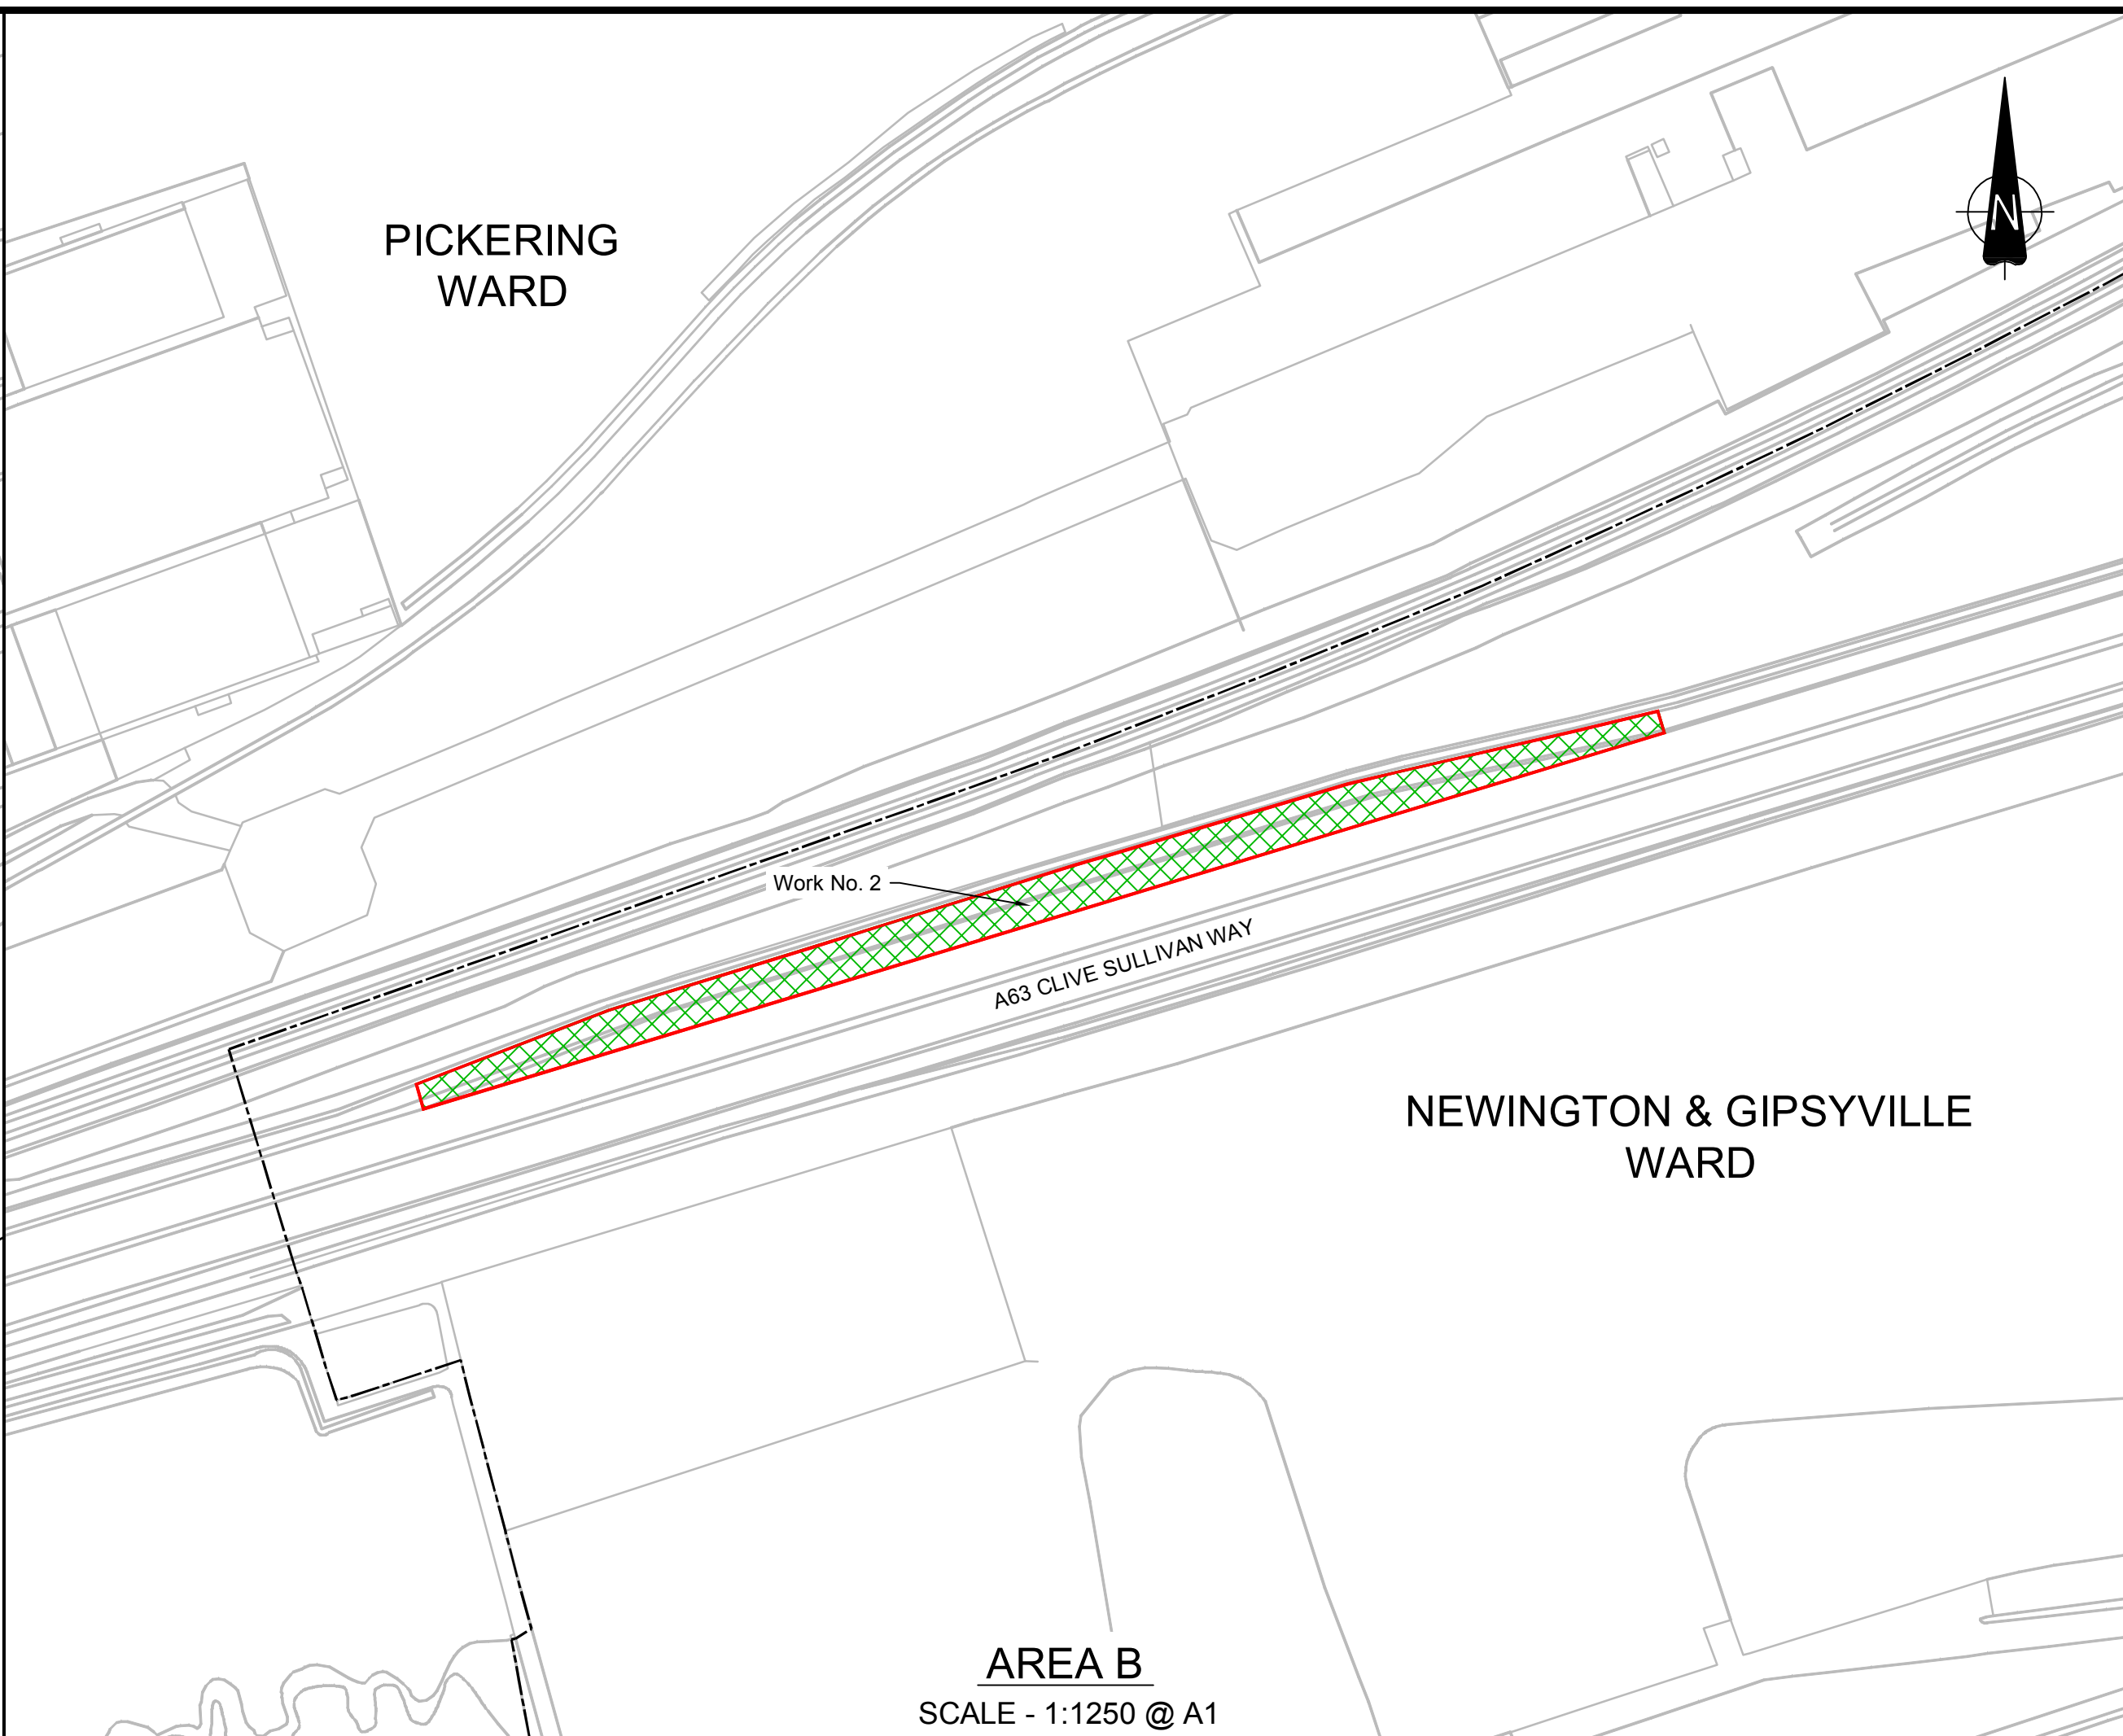 PICKERING
WARD
N
Work No. 2
A63 CLIVE SULLIVAN WAY
NEWINGTON & GIPSYVILLE
WARD
AREA B
SCALE - 1:1250 @ A1